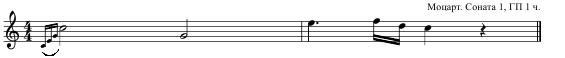 Моцарт. Соната 1, ГП 1 ч.